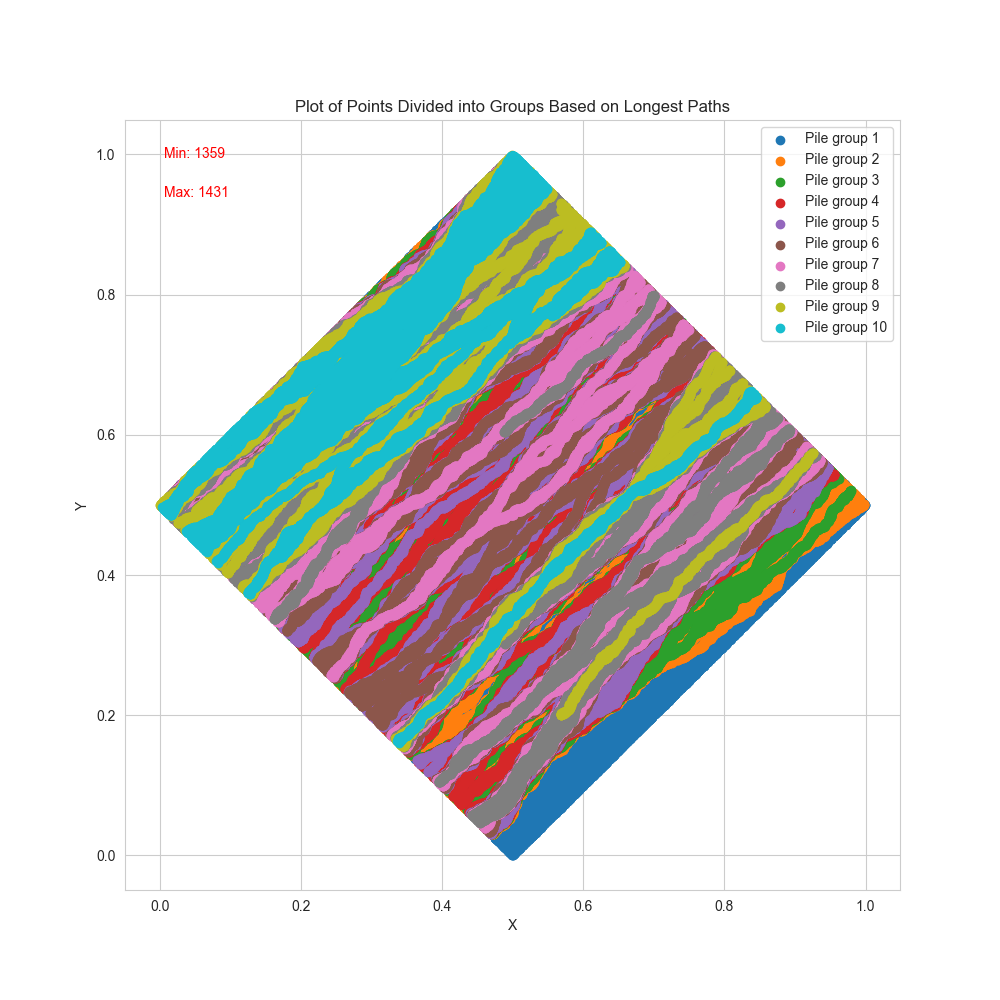 Plot of Points Divided into Groups Based on Longest Paths
Min: 1359
Max: 1431
Pile group 1
Pile group 2
Pile group 3
Pile group 4
Pile group 5
Pile group 6
Pile group 7
Pile group 8
Pile group 9
Pile group 10
1.0
0.8
0.6
0.4
0.2
0.0
Y
0.0 0.2 0.4 0.6 0.8 1.0
X